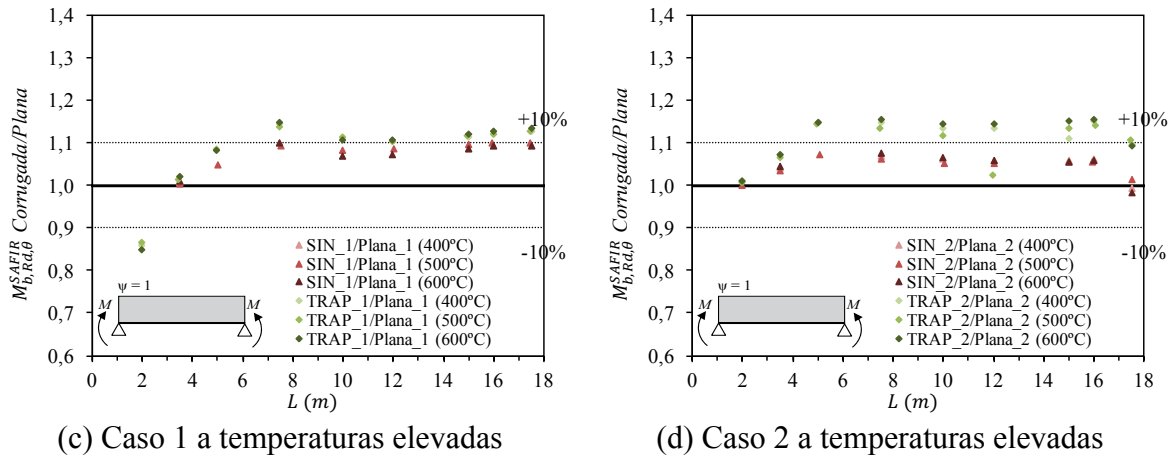 1,4
1,3
1,2
1,1
1,0
0,9
0,8
0,7
0,6
M_{b,Rd,θ}^{SAFIR} Corrugada/Plana
+10%
-10%
SIN_1/Plana_1 (400ºC)
SIN_1/Plana_1 (500ºC)
SIN_1/Plana_1 (600ºC)
TRAP_1/Plana_1 (400ºC)
TRAP_1/Plana_1 (500ºC)
TRAP_1/Plana_1 (600ºC)
ψ = 1
M M
0 2 4 6 8 10 12 14 16 18
L (m)
(c) Caso 1 a temperaturas elevadas
1,4
1,3
1,2
1,1
1,0
0,9
0,8
0,7
0,6
M_{b,Rd,θ}^{SAFIR} Corrugada/Plana
+10%
-10%
SIN_2/Plana_2 (400ºC)
SIN_2/Plana_2 (500ºC)
SIN_2/Plana_2 (600ºC)
TRAP_2/Plana_2 (400ºC)
TRAP_2/Plana_2 (500ºC)
TRAP_2/Plana_2 (600ºC)
ψ = 1
M M
0 2 4 6 8 10 12 14 16 18
L (m)
(d) Caso 2 a temperaturas elevadas